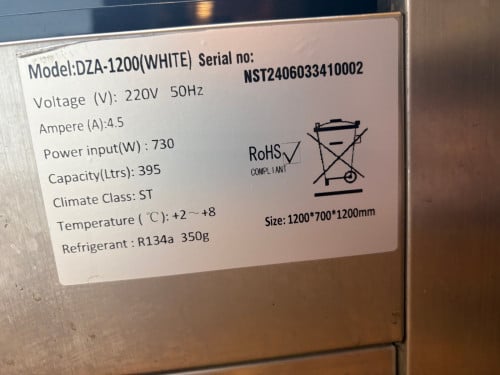 Model:DZA-1200(WHITE) Serial no:
NST2406033410002
Voltage (V): 220V 50Hz
Ampere (A):4.5
Power input(W) : 730
Capacity(Ltrs): 395
Climate Class: ST
Temperature ( ℃): +2～+8
Refrigerant : R134a 350g
RoHS
COMPLIANT
Size: 1200*700*1200mm